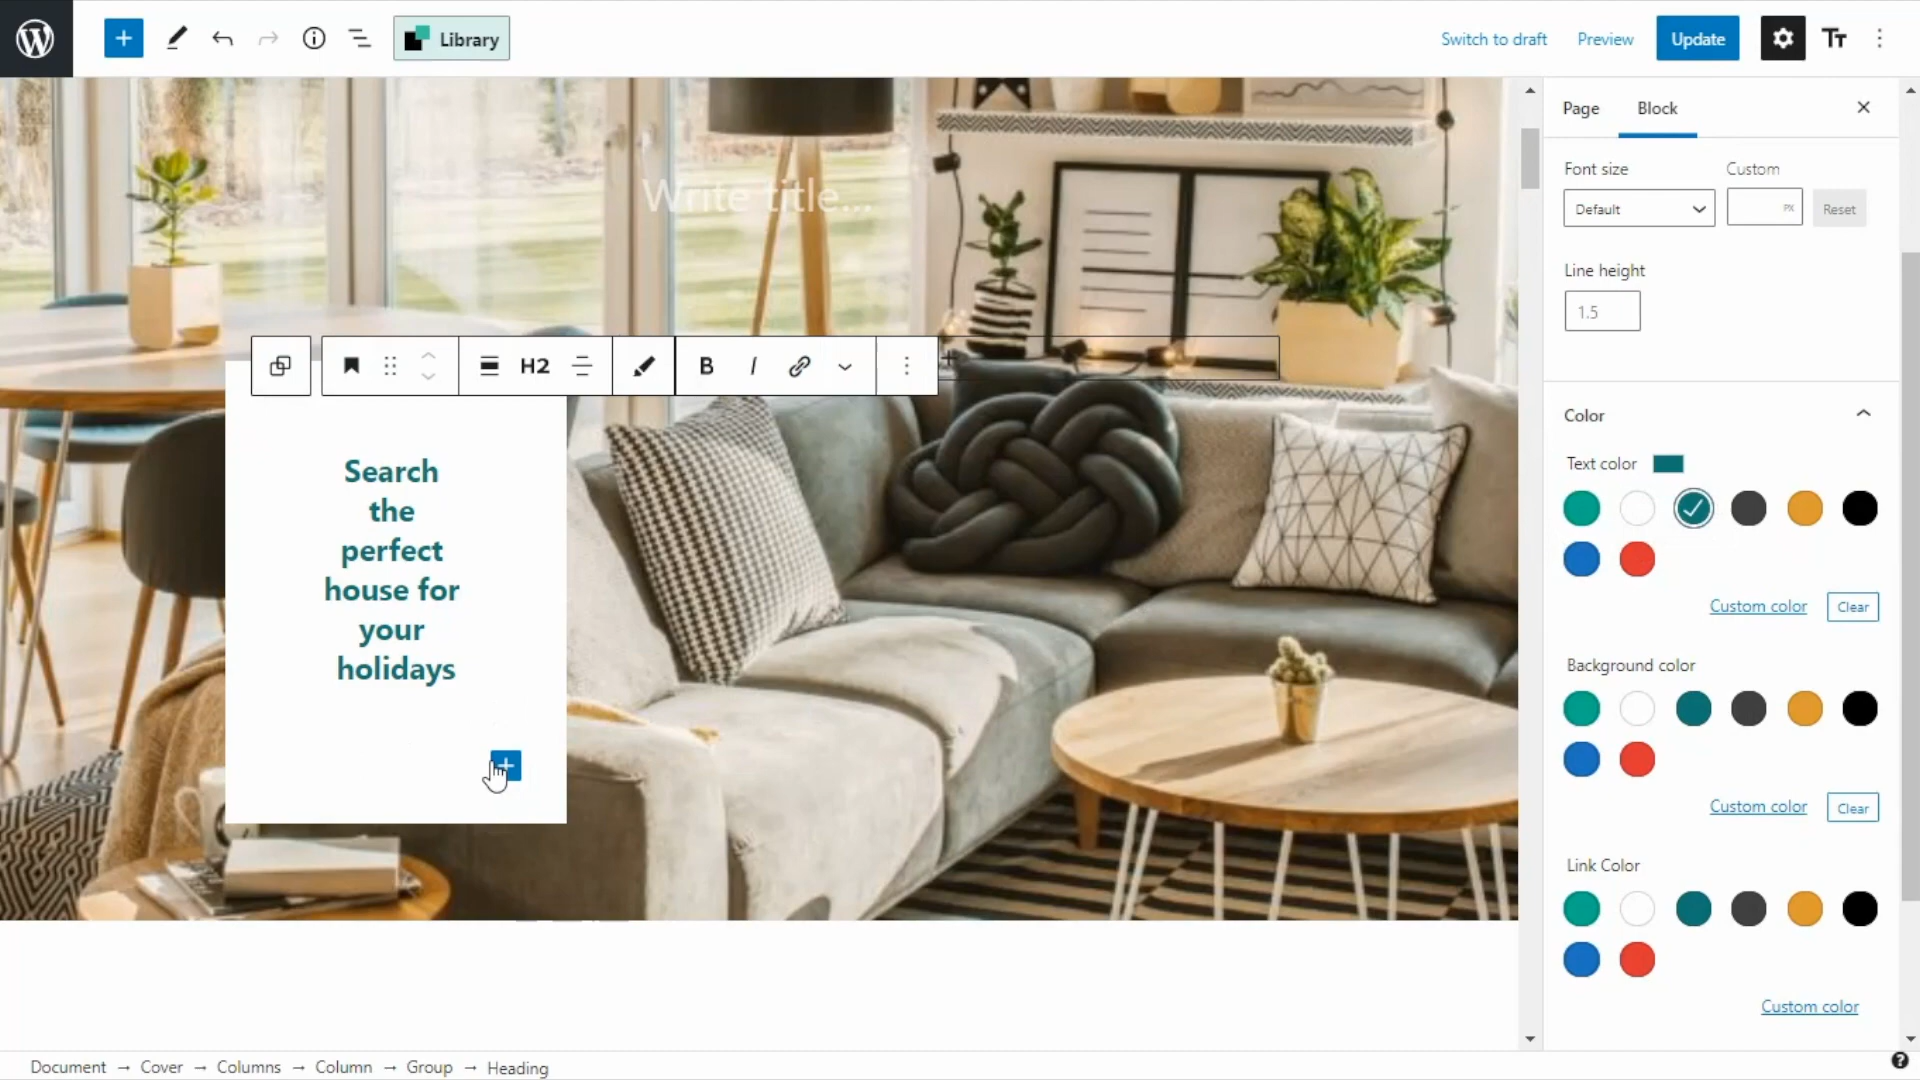 Library
Switch to draft
Preview
Update
Page
Block
Font size
Custom
Default
PX
Reset
Line height
1.5
Write title...
H2
B
I
Search
the
perfect
house for
your
holidays
Color
Text color
Custom color
Clear
Background color
Custom color
Clear
Link Color
Custom color
Document → Cover → Columns → Column → Group → Heading